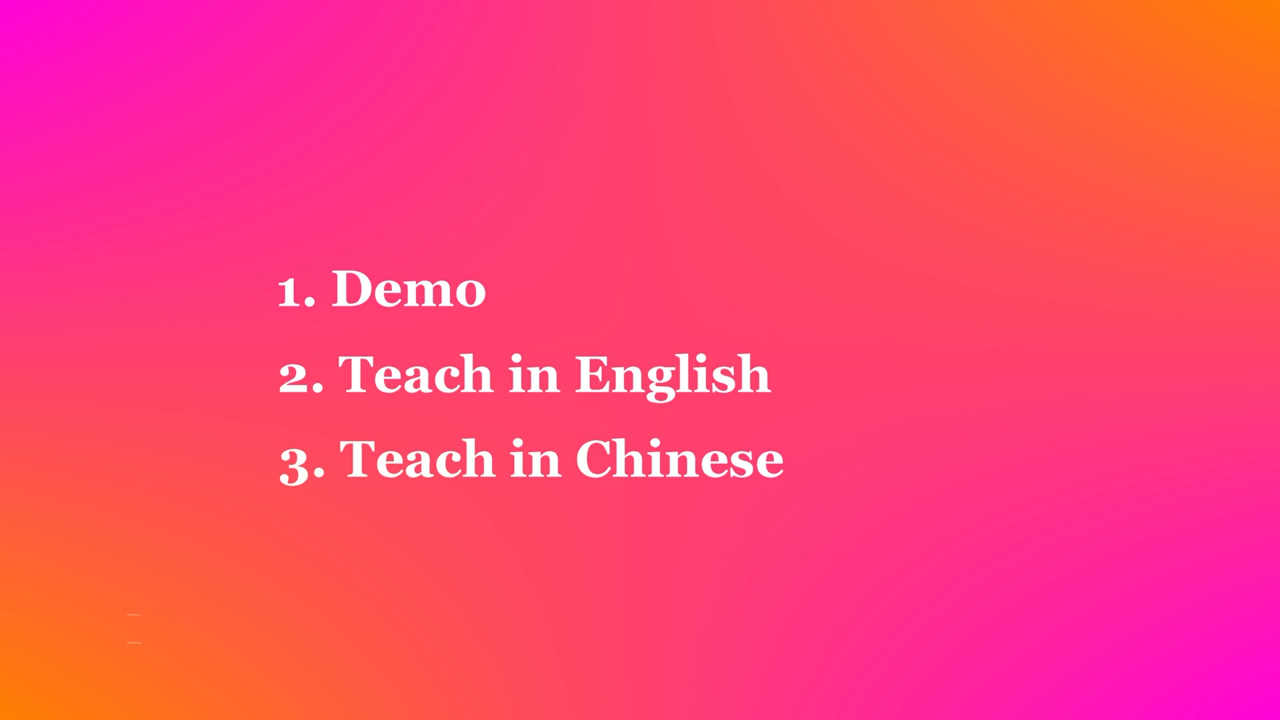 1. Demo
2. Teach in English
3. Teach in Chinese